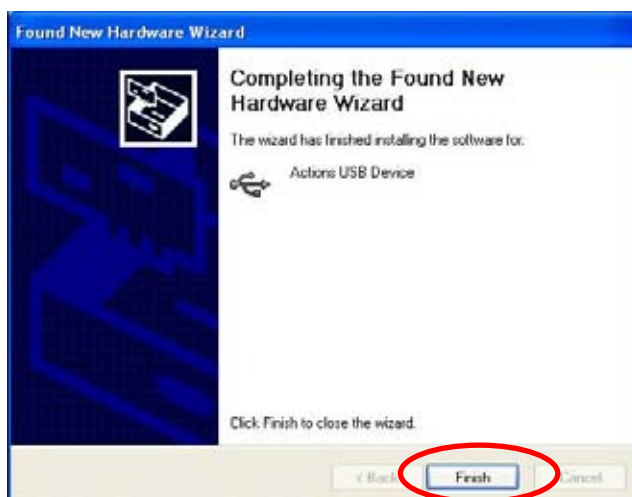 Found New Hardware Wizard
Completing the Found New
Hardware Wizard
The wizard has finished installing the software for:
Actions USB Device
Click Finish to close the wizard.
< Back
Finish
Cancel